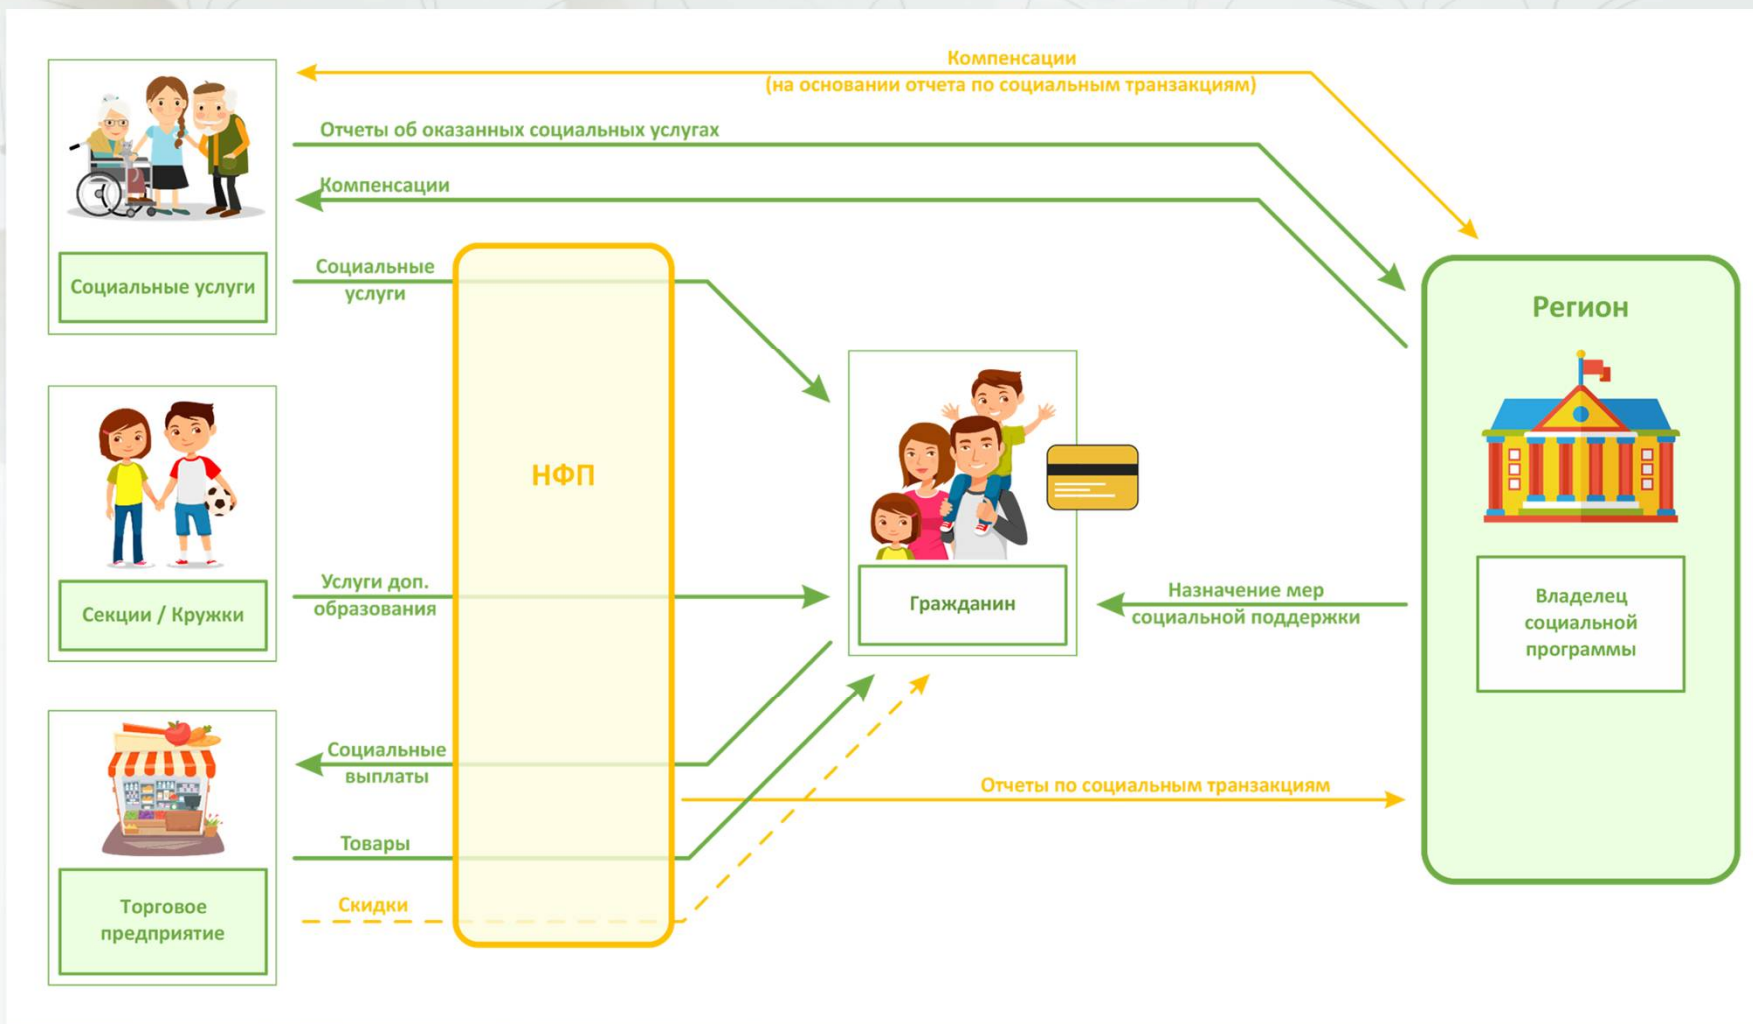 Компенсации
(на основании отчета по социальным транзакциям)
Отчеты об оказанных социальных услугах
Компенсации
Социальные услуги
Социальные
услуги
Регион
НФП
Секции / Кружки
Услуги доп.
образования
Гражданин
Назначение мер
социальной поддержки
Владелец
социальной
программы
Социальные
выплаты
Отчеты по социальным транзакциям
Товары
Скидки
Торговое
предприятие